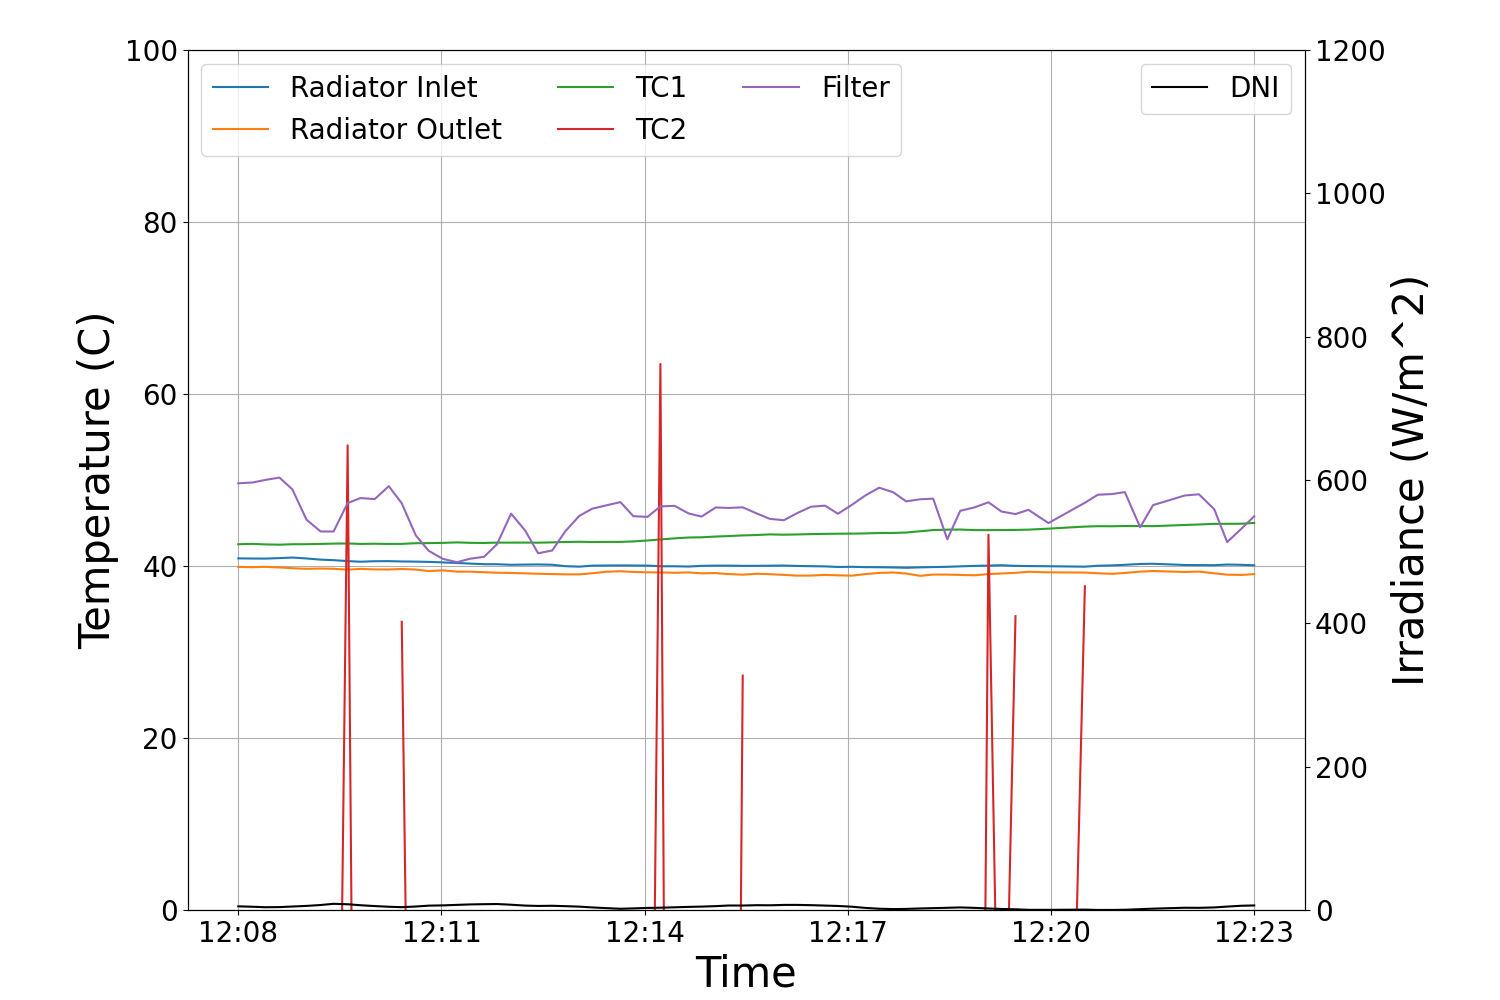 100
80
60
40
20
0
Temperature (C)
Radiator Inlet
Radiator Outlet
TC1
TC2
Filter
DNI
1200
1000
800
600
400
200
0
Irradiance (W/m^2)
12:08 12:11 12:14 12:17 12:20 12:23
Time